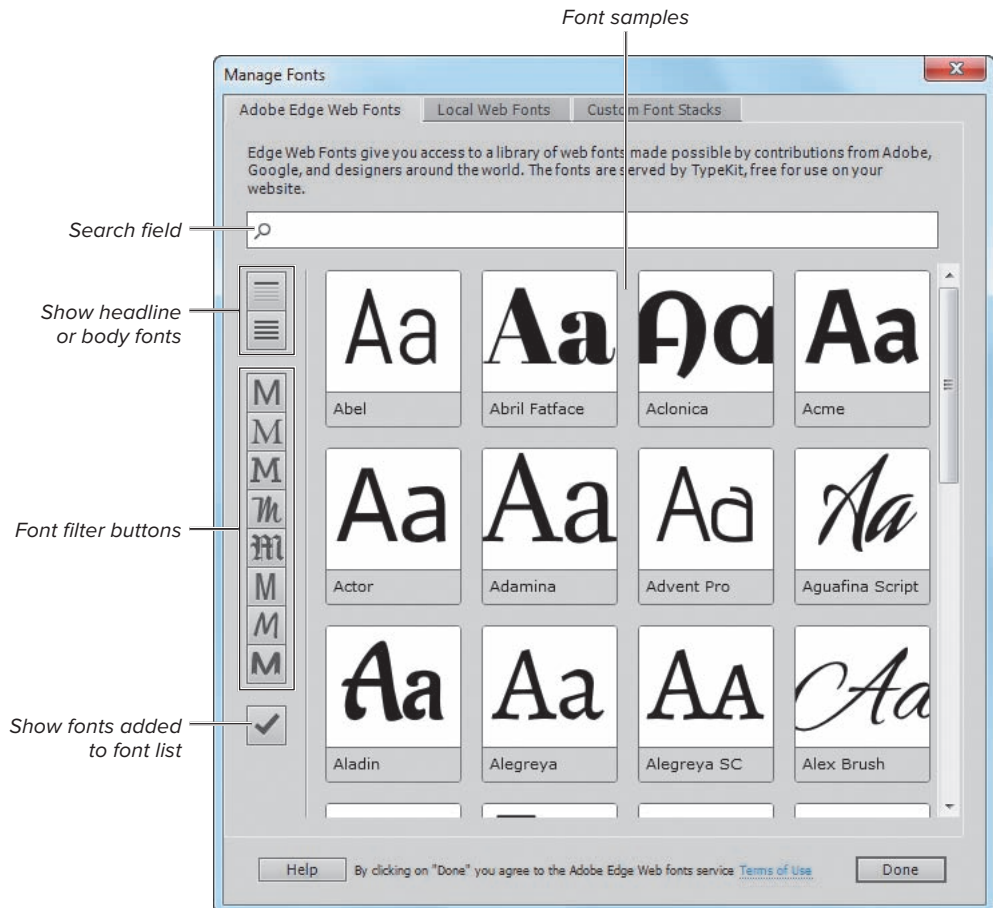 Font samples
Manage Fonts
Adobe Edge Web Fonts
Local Web Fonts
Custom Font Stacks
Edge Web Fonts give you access to a library of web fonts made possible by contributions from Adobe,
Google, and designers around the world. The fonts are served by TypeKit, free for use on your
website.
Search field
Show headline
or body fonts
Aa Aa Aa Aa
Abel Abril Fatface Aclonica Acme
Font filter buttons
M
M
M
M
M
M
M
M
Aa Aa Aa Aa
Actor Adamina Advent Pro Aguafina Script
Show fonts added
to font list
Aa Aa AA Aa
Aladin Alegreya Alegreya SC Alex Brush
Help By clicking on "Done" you agree to the Adobe Edge Web fonts service Terms of Use Done